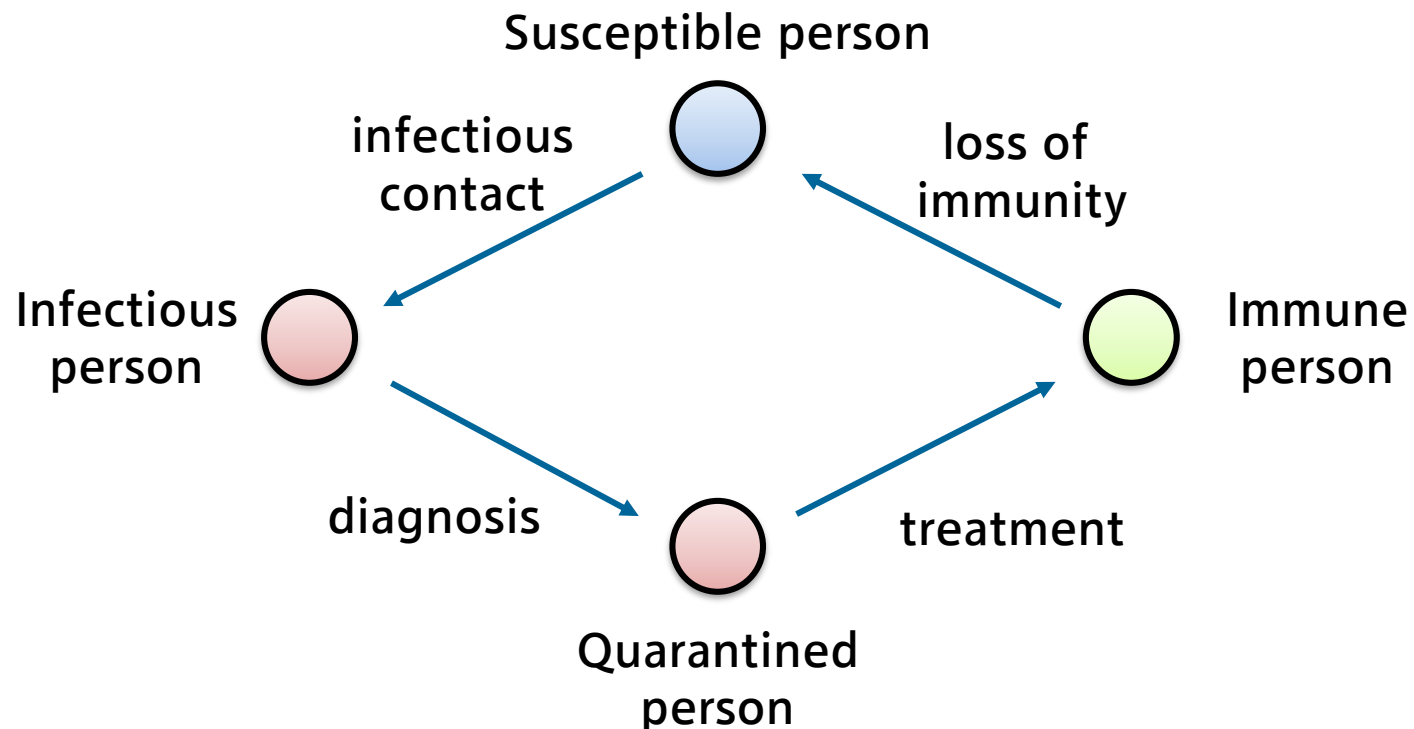 Susceptible person
infectious
contact
loss of
immunity
Infectious
person
Immune
person
diagnosis
treatment
Quarantined
person